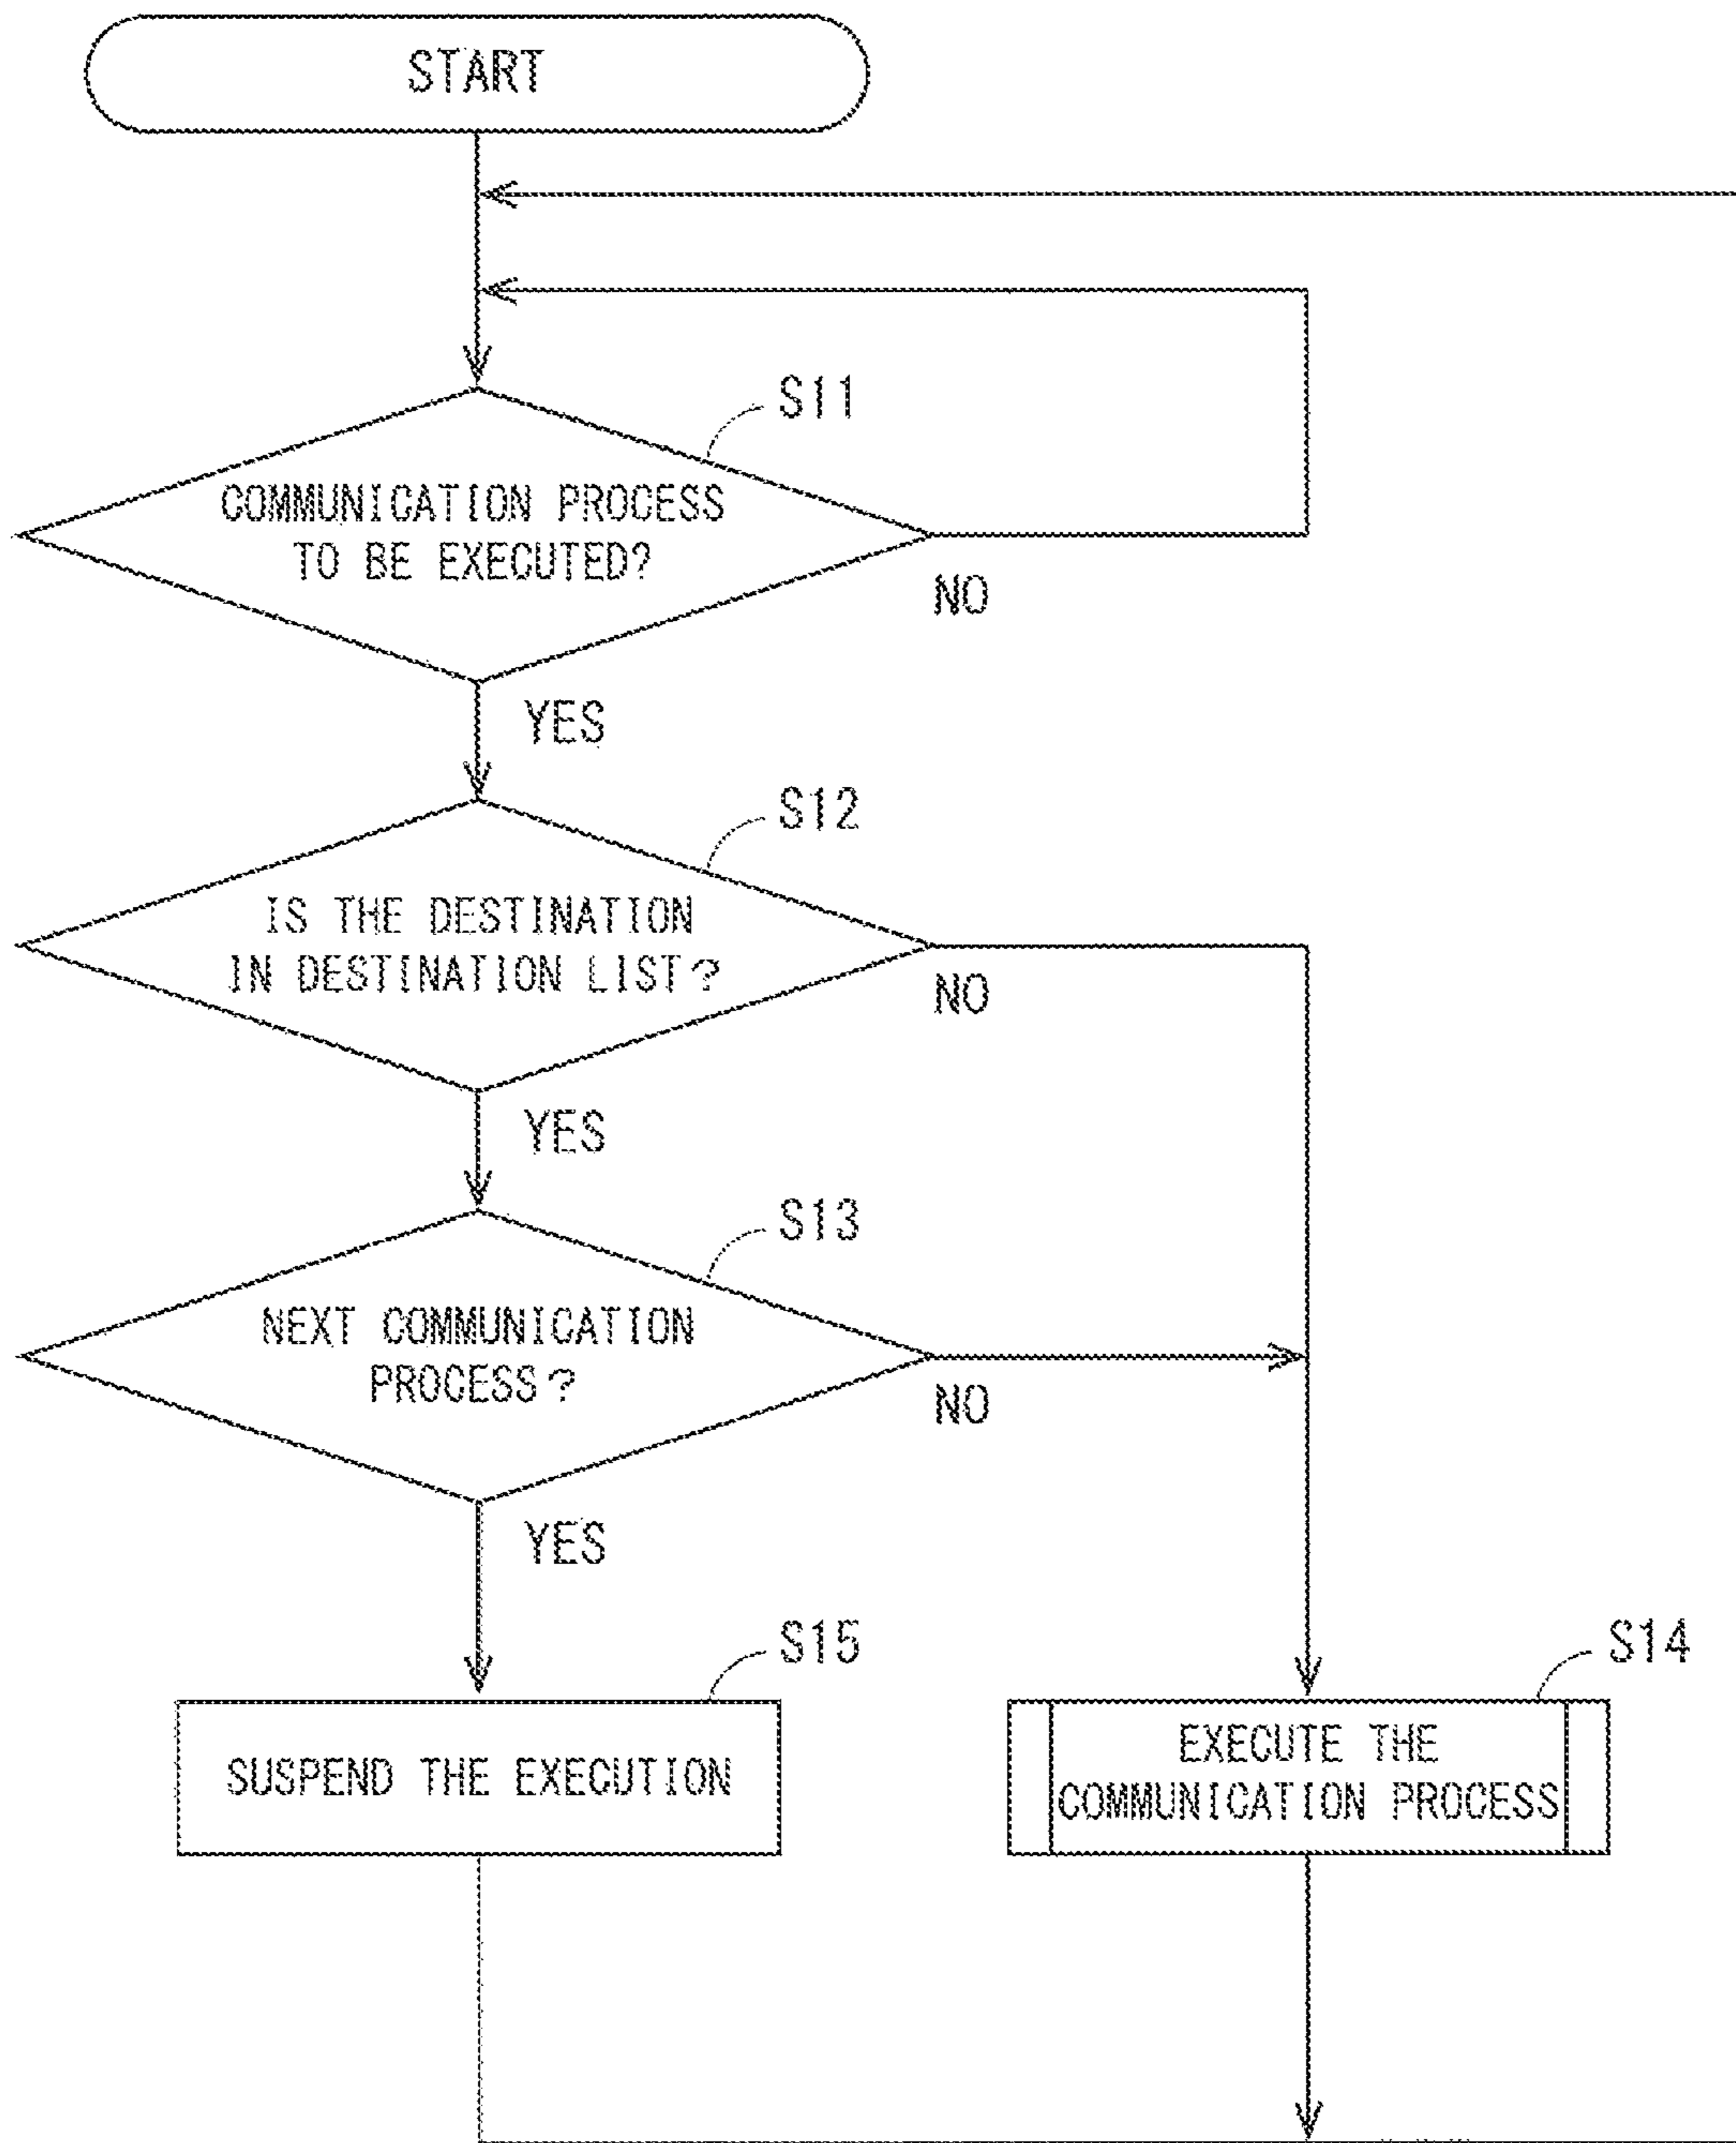 START
S11
COMMUNICATION PROCESS
TO BE EXECUTED?
NO
YES
S12
IS THE DESTINATION
IN DESTINATION LIST?
NO
YES
S13
NEXT COMMUNICATION
PROCESS?
NO
YES
S15
SUSPEND THE EXECUTION
S14
EXECUTE THE
COMMUNICATION PROCESS